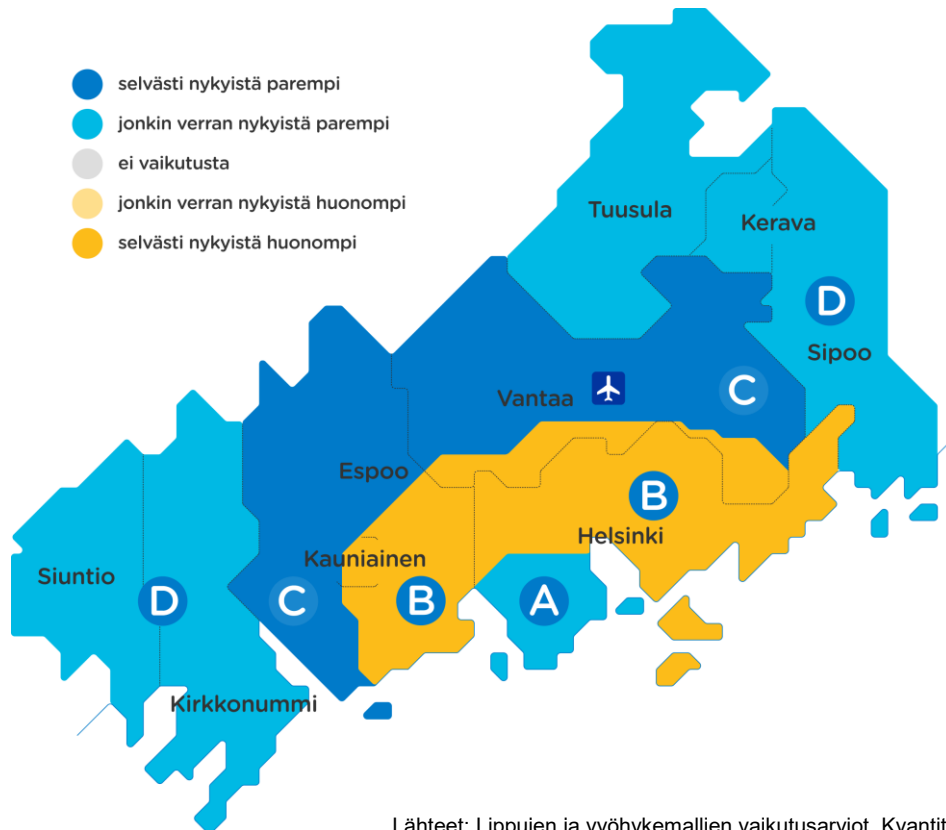 selvästi nykyistä parempi
jonkin verran nykyistä parempi
ei vaikutusta
jonkin verran nykyistä huonompi
selvästi nykyistä huonompi
Tuusula
Kerava
D
Sipoo
Vantaa
C
Espoo
B
Helsinki
Kauniainen
Siuntio
D
C
B
A
Kirkkonummi
Lähteet: Lippujen ja vyöhykemallien vaikutusarviot, Kvantit